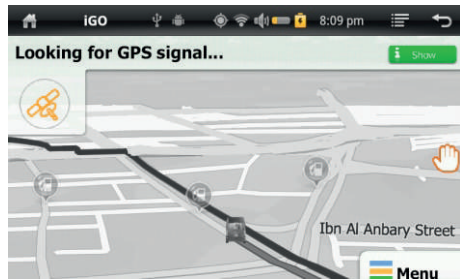 iGO
8:09 pm
Looking for GPS signal...
i Show
Ibn Al Anbary Street
Menu